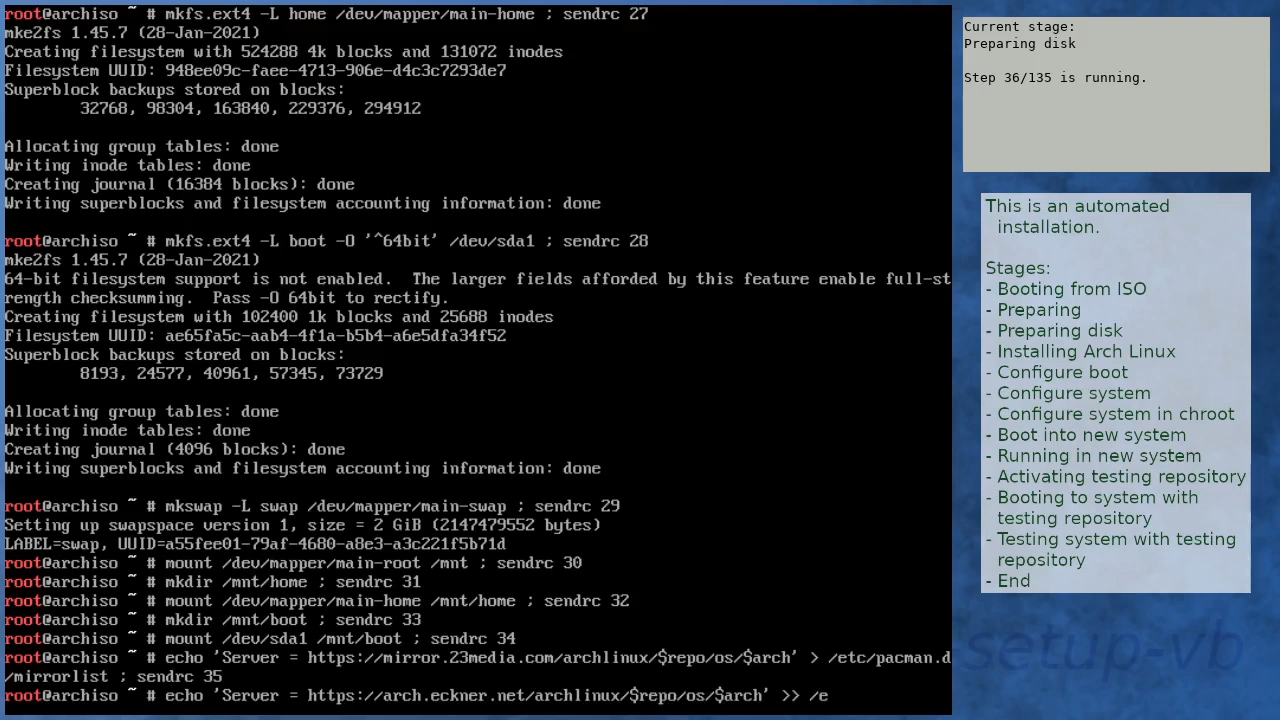 root@archiso ~ # mkfs.ext4 -L home /dev/mapper/main-home ; sendrc 27
mke2fs 1.45.7 (28-Jan-2021)
Creating filesystem with 524288 4k blocks and 131072 inodes
Filesystem UUID: 948ee09c-faee-4713-906e-d4c3c7293de7
Superblock backups stored on blocks:
32768, 98304, 163840, 229376, 294912
Allocating group tables: done
Writing inode tables: done
Creating journal (16384 blocks): done
Writing superblocks and filesystem accounting information: done
root@archiso ~ # mkfs.ext4 -L boot -O '^64bit' /dev/sda1 ; sendrc 28
mke2fs 1.45.7 (28-Jan-2021)
64-bit filesystem support is not enabled.  The larger fields afforded by this feature enable full-st
rength checksumming.  Pass -O 64bit to rectify.
Creating filesystem with 102400 1k blocks and 25688 inodes
Filesystem UUID: ae65fa5c-aab4-4f1a-b5b4-a6e5dfa34f52
Superblock backups stored on blocks:
8193, 24577, 40961, 57345, 73729
Allocating group tables: done
Writing inode tables: done
Creating journal (4096 blocks): done
Writing superblocks and filesystem accounting information: done
root@archiso ~ # mkswap -L swap /dev/mapper/main-swap ; sendrc 29
Setting up swapspace version 1, size = 2 GiB (2147479552 bytes)
LABEL=swap, UUID=a55fee01-79af-4680-a8e3-a3c221f5b71d
root@archiso ~ # mount /dev/mapper/main-root /mnt ; sendrc 30
root@archiso ~ # mkdir /mnt/home ; sendrc 31
root@archiso ~ # mount /dev/mapper/main-home /mnt/home ; sendrc 32
root@archiso ~ # mkdir /mnt/boot ; sendrc 33
root@archiso ~ # mount /dev/sda1 /mnt/boot ; sendrc 34
root@archiso ~ # echo 'Server = https://mirror.23media.com/archlinux/$repo/os/$arch' > /etc/pacman.d
/mirrorlist ; sendrc 35
root@archiso ~ # echo 'Server = https://arch.eckner.net/archlinux/$repo/os/$arch' >> /e
Current stage:
Preparing disk
Step 36/135 is running.
This is an automated
installation.
Stages:
- Booting from ISO
- Preparing
- Preparing disk
- Installing Arch Linux
- Configure boot
- Configure system
- Configure system in chroot
- Boot into new system
- Running in new system
- Activating testing repository
- Booting to system with
testing repository
- Testing system with testing
repository
- End
setup-vb